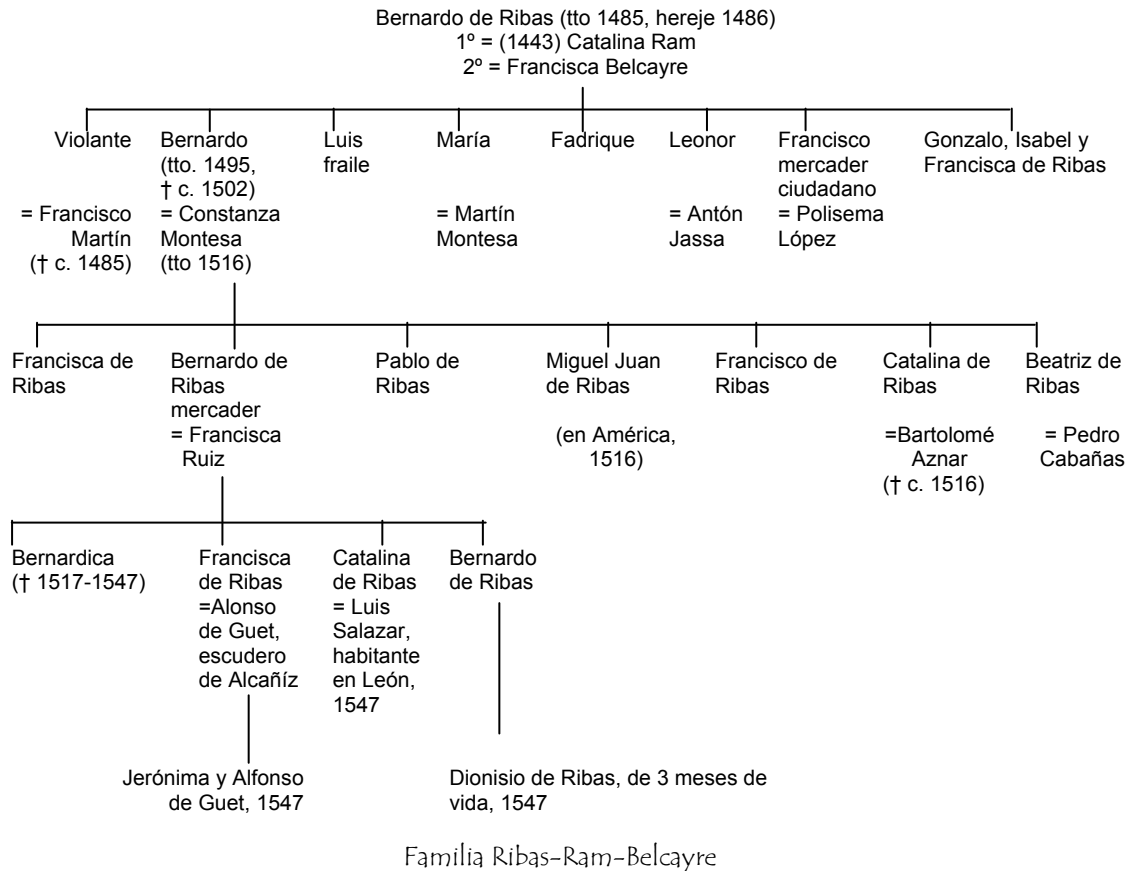 Bernardo de Ribas (tto 1485, hereje 1486)
1º = (1443) Catalina Ram
2º = Francisca Belcayre
Violante
= Francisco
Martín
(† c. 1485)
Bernardo
(tto. 1495,
† c. 1502)
= Constanza
Montesa
(tto 1516)
Luis
fraile
María
= Martín
Montesa
Fadrique
Leonor
= Antón
Jassa
Francisco
mercader
ciudadano
= Polisema
López
Gonzalo, Isabel y
Francisca de Ribas
Francisca de
Ribas
Bernardo de
Ribas
mercader
= Francisca
Ruiz
Pablo de
Ribas
Miguel Juan
de Ribas
(en América,
1516)
Francisco de
Ribas
Catalina de
Ribas
=Bartolomé
Aznar
(† c. 1516)
Beatriz de
Ribas
= Pedro
Cabañas
Bernardica
(† 1517-1547)
Francisca
de Ribas
=Alonso
de Guet,
escudero
de Alcañíz
Catalina
de Ribas
= Luis
Salazar,
habitante
en León,
1547
Bernardo
de Ribas
Jerónima y Alfonso
de Guet, 1547
Dionisio de Ribas, de 3 meses de
vida, 1547
Familia Ribas-Ram-Belcayre